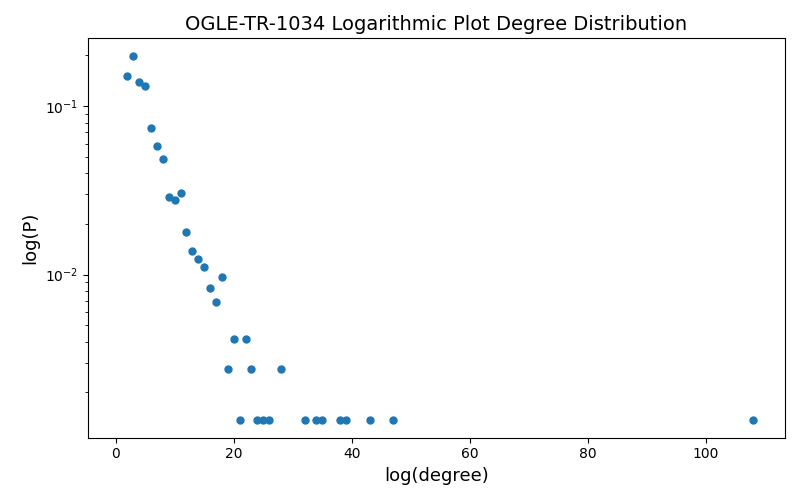 OGLE-TR-1034 Logarithmic Plot Degree Distribution
10⁻¹
10⁻²
log(P)
0 20 40 60 80 100
log(degree)